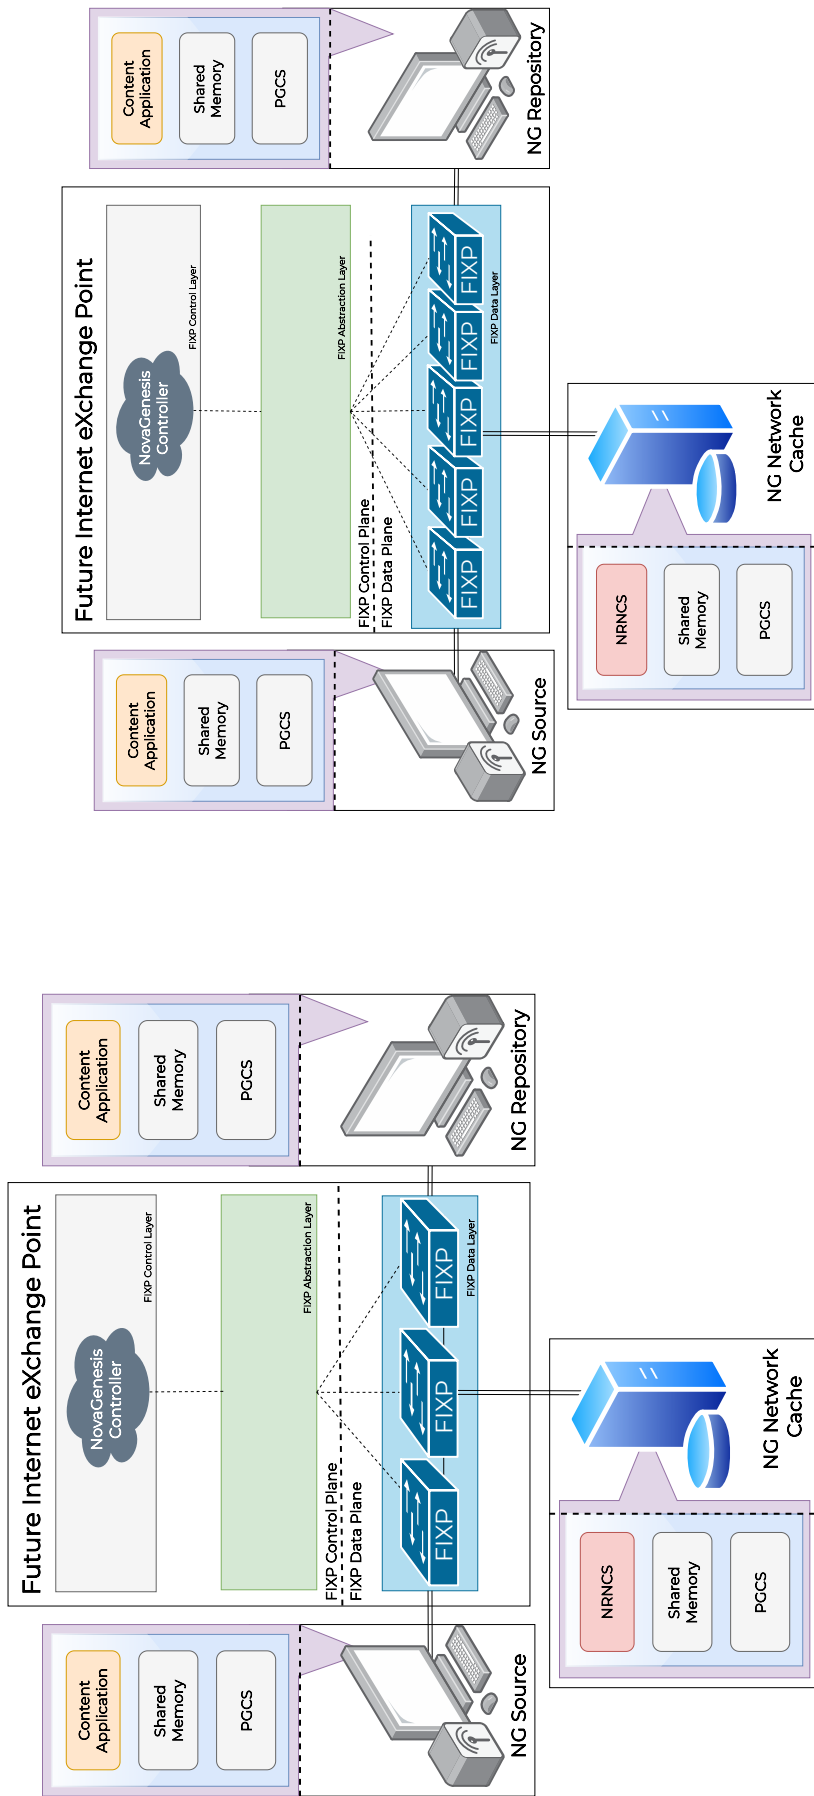 Future Internet eXchange Point
NovaGenesis
Controller
FIXP Control Layer
FIXP Abstraction Layer
FIXP Control Plane
FIXP Data Plane
FIXP
FIXP
FIXP
FIXP Data Layer
Content
Application
Shared
Memory
PGCS
NG Source
Content
Application
Shared
Memory
PGCS
NG Repository
NRNCS
Shared
Memory
PGCS
NG Network
Cache
Future Internet eXchange Point
NovaGenesis
Controller
FIXP Control Layer
FIXP Abstraction Layer
FIXP Control Plane
FIXP Data Plane
FIXP
FIXP
FIXP
FIXP
FIXP
FIXP Data Layer
Content
Application
Shared
Memory
PGCS
NG Source
Content
Application
Shared
Memory
PGCS
NG Repository
NRNCS
Shared
Memory
PGCS
NG Network
Cache